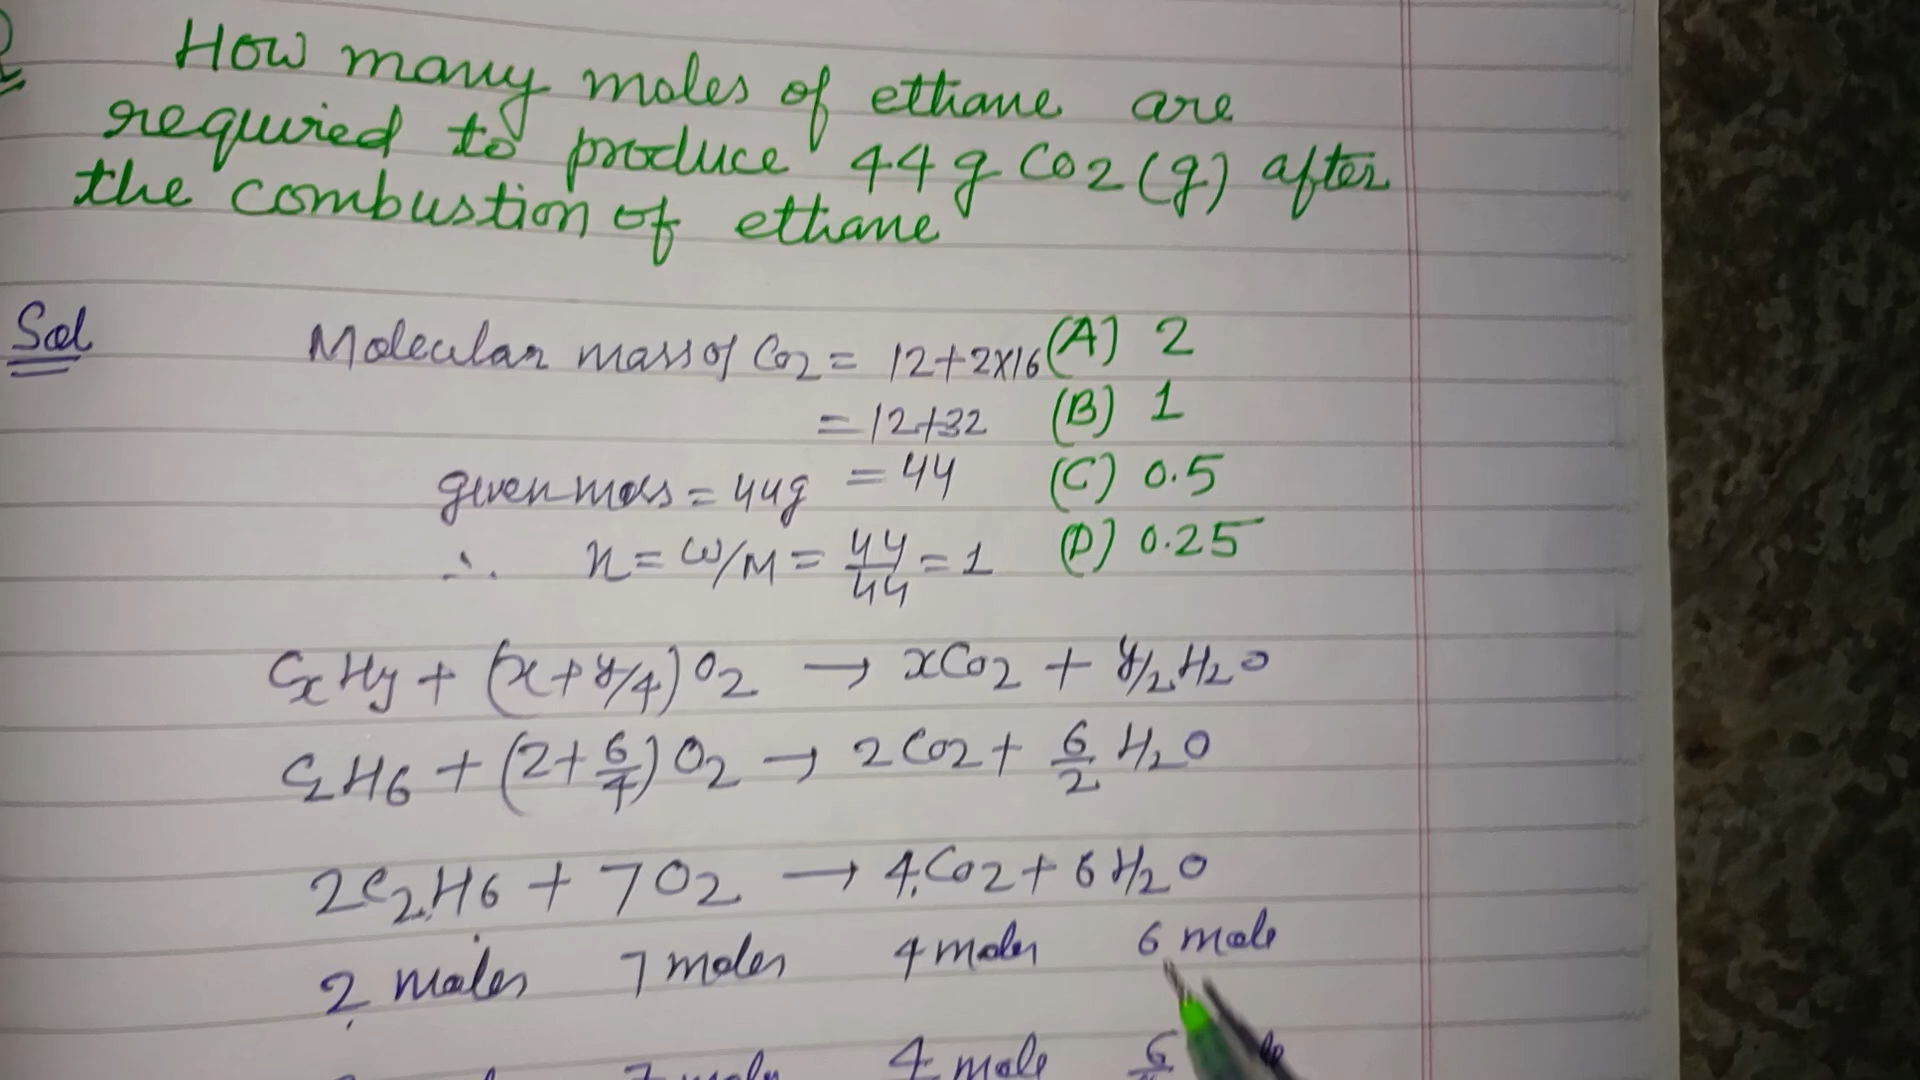 How many moles of ethane are
required to produce 44g CO2(g) after
the combustion of ethane
Sol
Molecular mass of CO2 = 12+2X16
(A) 2
= 12+32
(B) 1
given mass = 44g
= 44
(C) 0.5
∴ n = W/M = 44/44 = 1
(D) 0.25
CxHy + (x+y/4)O2 → xCO2 + y/2 H2O
C2H6 + (2+6/4)O2 → 2CO2 + 6/2 H2O
2C2H6 + 7O2 → 4CO2 + 6H2O
2 moles 7 moles 4 moles 6 mole
4 mole 6